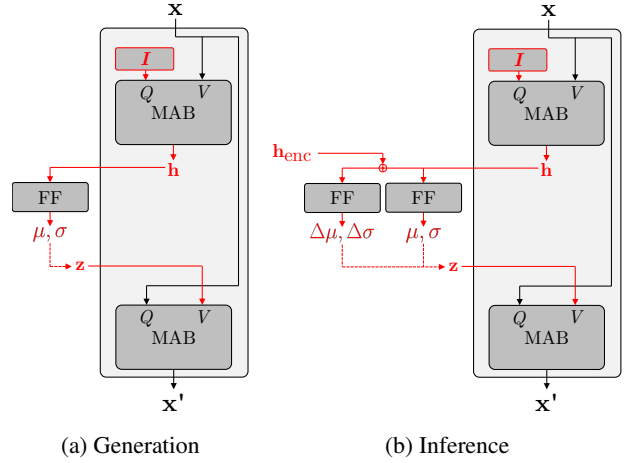 x
I
Q V
MAB
h
FF
μ, σ
z
Q V
MAB
x'
(a) Generation
x
I
Q V
MAB
h_enc
⊕
h
FF FF
Δμ, Δσ μ, σ
z
Q V
MAB
x'
(b) Inference